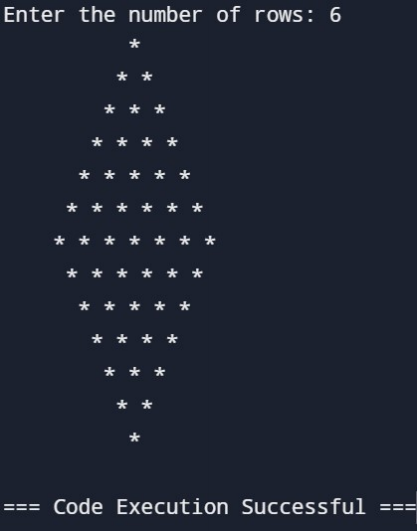 Enter the number of rows: 6
          *
         * *
        * * *
       * * * *
      * * * * *
     * * * * * *
    * * * * * * *
     * * * * * *
      * * * * *
       * * * *
        * * *
         * *
          *

=== Code Execution Successful ===